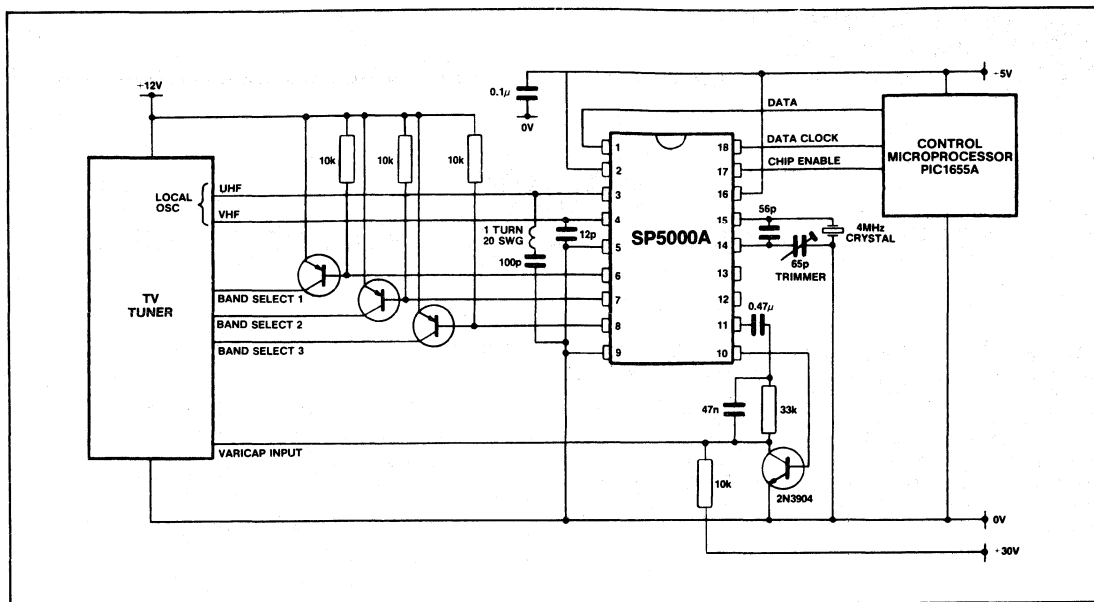 +12V
0.1µ
0V
+5V
DATA
DATA CLOCK
CHIP ENABLE
CONTROL
MICROPROCESSOR
PIC1655A
10k
10k
10k
LOCAL
OSC
UHF
VHF
1 TURN
20 SWG
100p
12p
SP5000A
1
2
3
4
5
6
7
8
9
18
17
16
15
14
13
12
11
10
56p
4MHz
CRYSTAL
65p
TRIMMER
0.47µ
TV
TUNER
BAND SELECT 1
BAND SELECT 2
BAND SELECT 3
47n
33k
VARICAP INPUT
10k
2N3904
0V
+30V